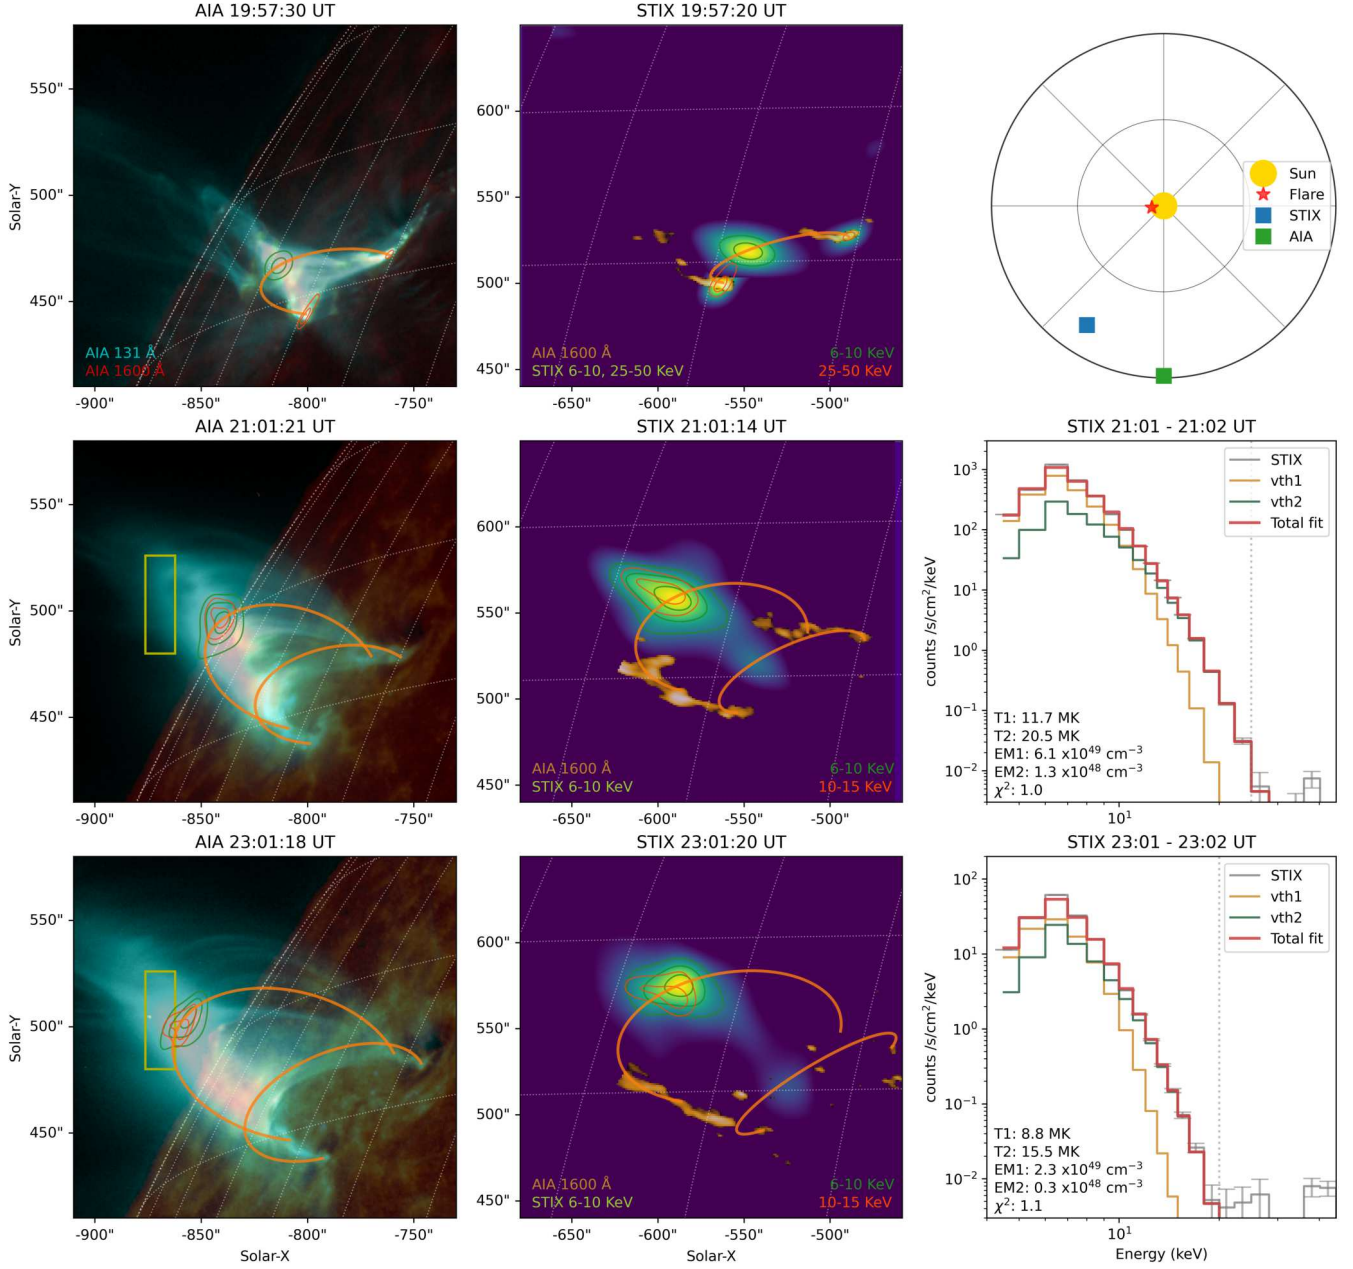 AIA 19:57:30 UT
STIX 19:57:20 UT
550"
500"
450"
Solar-Y
AIA 131 Å
AIA 1600 Å
-900"
-850"
-800"
-750"
600"
550"
500"
450"
AIA 1600 Å
STIX 6-10, 25-50 KeV
6-10 KeV
25-50 KeV
-650"
-600"
-550"
-500"
Sun
Flare
STIX
AIA
AIA 21:01:21 UT
STIX 21:01:14 UT
STIX 21:01 - 21:02 UT
550"
500"
450"
Solar-Y
-900"
-850"
-800"
-750"
600"
550"
500"
450"
AIA 1600 Å
STIX 6-10 KeV
6-10 KeV
10-15 KeV
-650"
-600"
-550"
-500"
counts /s/cm2/keV
10³
10²
10¹
10⁰
10⁻¹
10⁻²
STIX
vth1
vth2
Total fit
T1: 11.7 MK
T2: 20.5 MK
EM1: 6.1 x10⁴⁹ cm⁻³
EM2: 1.3 x10⁴⁸ cm⁻³
χ²: 1.0
10¹
AIA 23:01:18 UT
STIX 23:01:20 UT
STIX 23:01 - 23:02 UT
550"
500"
450"
Solar-Y
-900"
-850"
-800"
-750"
Solar-X
600"
550"
500"
450"
AIA 1600 Å
STIX 6-10 KeV
6-10 KeV
10-15 KeV
-650"
-600"
-550"
-500"
Solar-X
counts /s/cm2/keV
10²
10¹
10⁰
10⁻¹
10⁻²
STIX
vth1
vth2
Total fit
T1: 8.8 MK
T2: 15.5 MK
EM1: 2.3 x10⁴⁹ cm⁻³
EM2: 0.3 x10⁴⁸ cm⁻³
χ²: 1.1
10¹
Energy (keV)